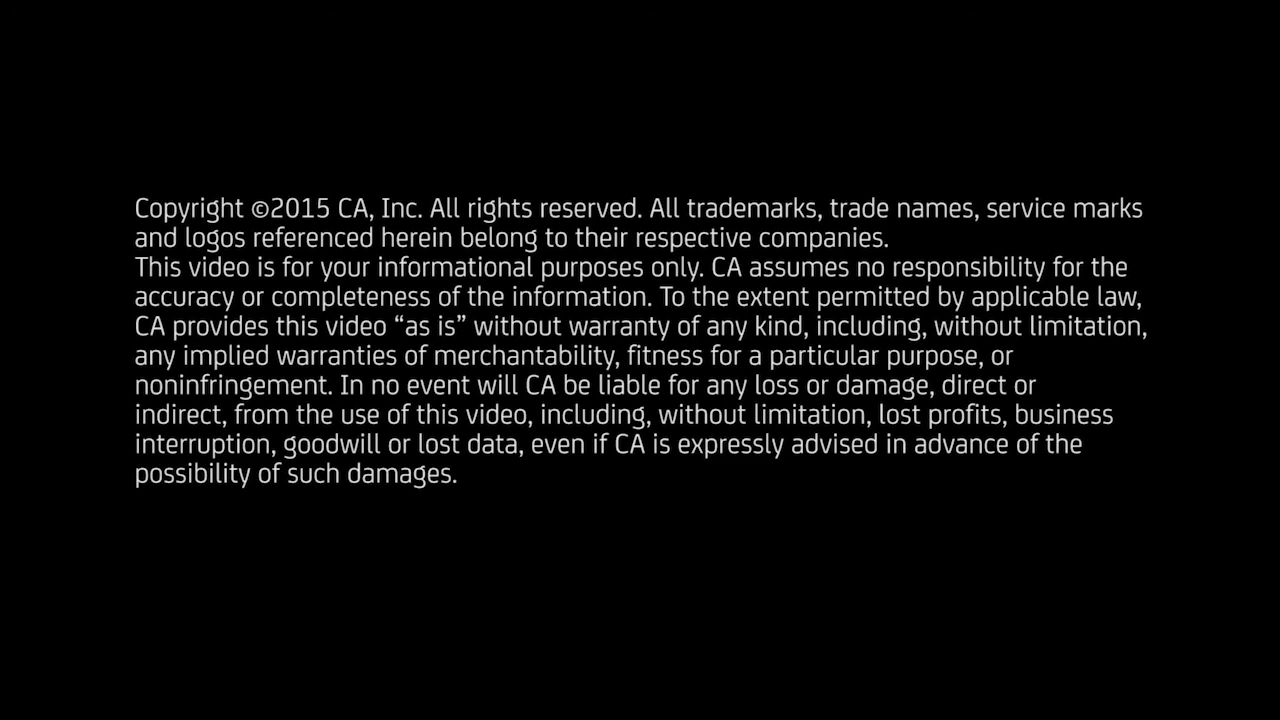 Copyright ©2015 CA, Inc. All rights reserved. All trademarks, trade names, service marks
and logos referenced herein belong to their respective companies.
This video is for your informational purposes only. CA assumes no responsibility for the
accuracy or completeness of the information. To the extent permitted by applicable law,
CA provides this video “as is” without warranty of any kind, including, without limitation,
any implied warranties of merchantability, fitness for a particular purpose, or
noninfringement. In no event will CA be liable for any loss or damage, direct or
indirect, from the use of this video, including, without limitation, lost profits, business
interruption, goodwill or lost data, even if CA is expressly advised in advance of the
possibility of such damages.